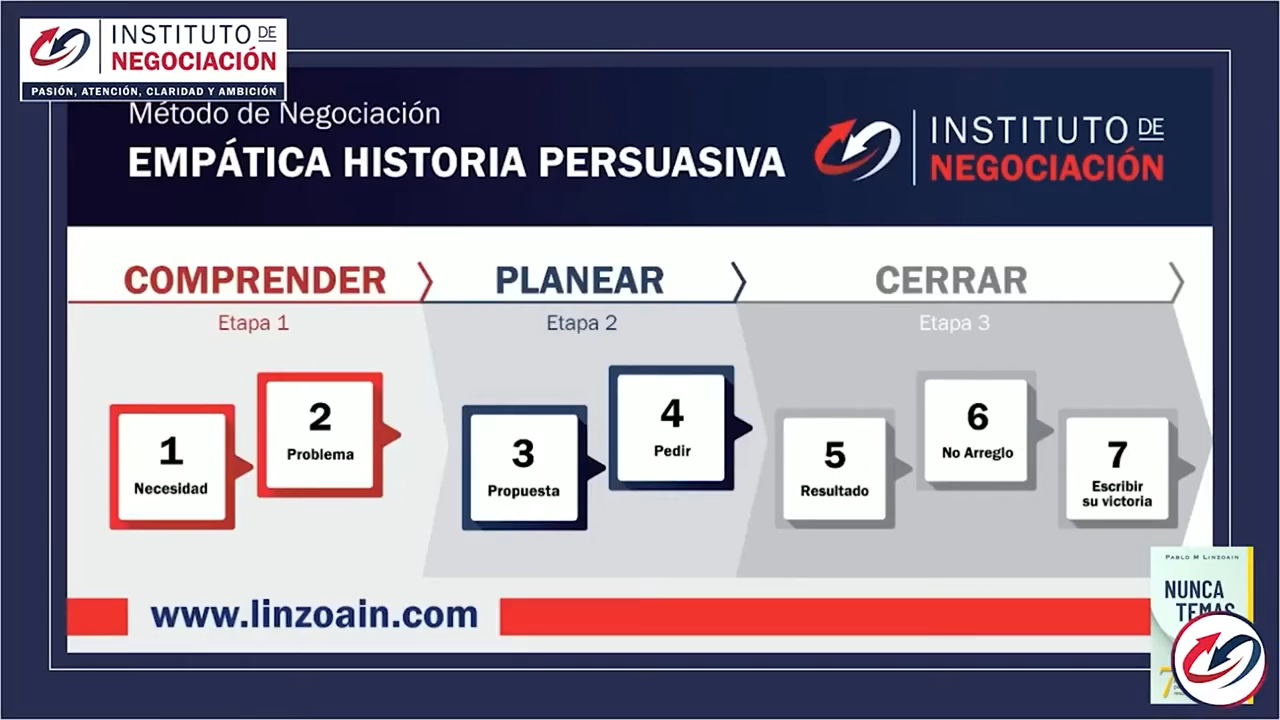 INSTITUTO DE
NEGOCIACIÓN
PASIÓN, ATENCIÓN, CLARIDAD Y AMBICIÓN
Método de Negociación
EMPÁTICA HISTORIA PERSUASIVA
INSTITUTO DE
NEGOCIACIÓN
COMPRENDER
PLANEAR
CERRAR
Etapa 1
Etapa 2
Etapa 3
1
Necesidad
2
Problema
3
Propuesta
4
Pedir
5
Resultado
6
No Arreglo
7
Escribir
su victoria
www.linzoain.com
PABLO M LINZOAIN
NUNCA
TEMAS
7